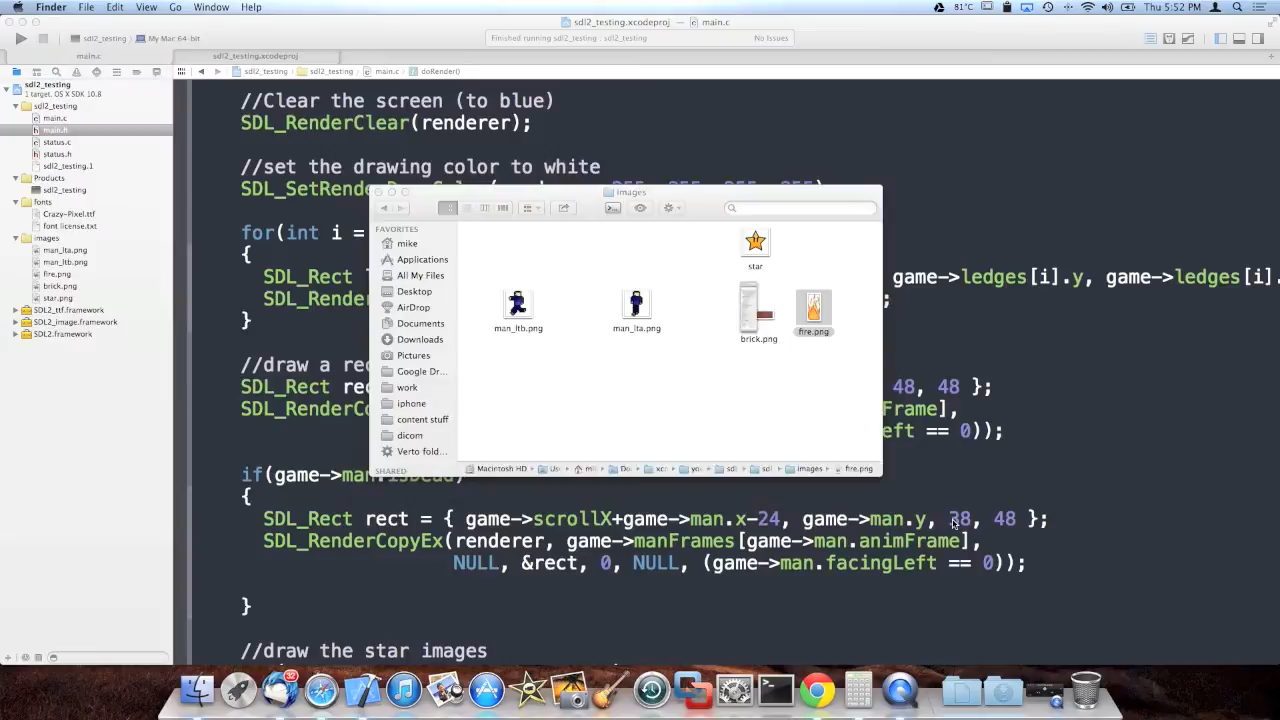 Finder File Edit View Go Window Help
81°C Thu 5:52 PM
sdl2_testing.xcodeproj — main.c
sdl2_testing My Mac 64-bit
Finished running sdl2_testing : sdl2_testing
No Issues
main.c
sdl2_testing.xcodeproj
sdl2_testing sdl2_testing main.c doRender()
sdl2_testing
1 target, OS X SDK 10.8
sdl2_testing
main.c
main.h
status.c
status.h
sdl2_testing.1
Products
sdl2_testing
fonts
Crazy-Pixel.ttf
font license.txt
images
man_lta.png
man_ltb.png
fire.png
brick.png
star.png
SDL2_ttf.framework
SDL2_image.framework
SDL2.framework
//Clear the screen (to blue)
SDL_RenderClear(renderer);
//set the drawing color to white
for(int i =
{
SDL_Rect
game->ledges[i].y, game->ledges[i]
}
//draw a
48, 48 };
Frame],
== 0));
if(game->man.isDead)
{
SDL_Rect rect = { game->scrollX+game->man.x-24, game->man.y, 38, 48 };
SDL_RenderCopyEx(renderer, game->manFrames[game->man.animFrame],
NULL, &rect, 0, NULL, (game->man.facingLeft == 0));
}
//draw the star images
images
FAVORITES
mike
Applications
All My Files
Desktop
AirDrop
Documents
Downloads
Pictures
Google Dr...
work
iphone
content stuff
dicom
Verto fold...
SHARED
star
man_ltb.png
man_lta.png
brick.png
fire.png
Macintosh HD images fire.png
32